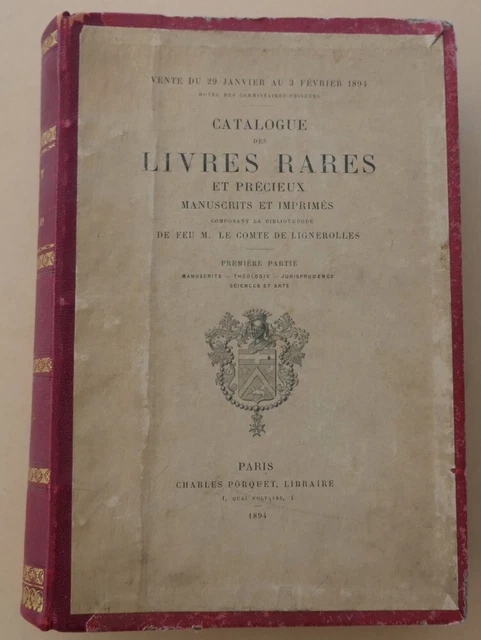 VENTE DU 29 JANVIER AU 3 FÉVRIER 1894
HOTEL DES COMMISSAIRES-PRISEURS
CATALOGUE
DES
LIVRES RARES
ET PRÉCIEUX
MANUSCRITS ET IMPRIMÉS
COMPOSANT LA BIBLIOTHÈQUE
DE FEU M. LE COMTE DE LIGNEROLLES
PREMIÈRE PARTIE
MANUSCRITS — THÉOLOGIE — JURISPRUDENCE
SCIENCES ET ARTS
PARIS
CHARLES PORQUET, LIBRAIRE
1, QUAI VOLTAIRE, 1
1894